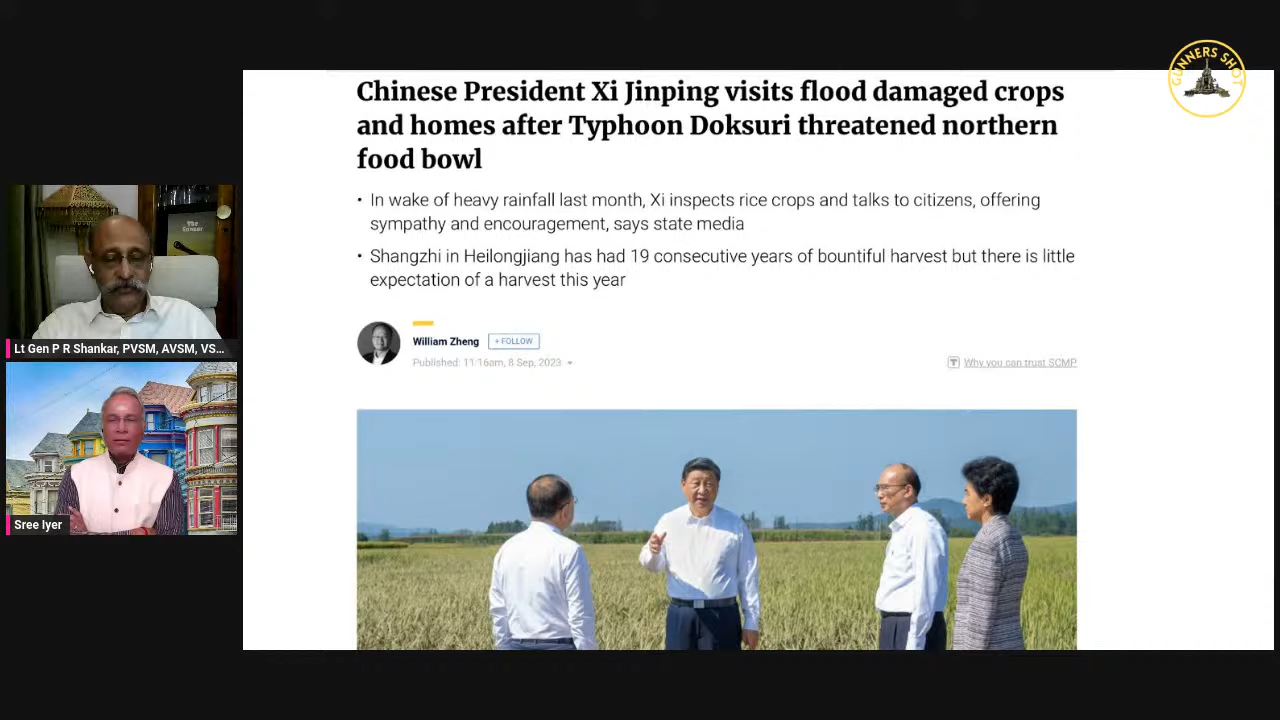 GUNNERS SHOT
Chinese President Xi Jinping visits flood damaged crops
and homes after Typhoon Doksuri threatened northern
food bowl
• In wake of heavy rainfall last month, Xi inspects rice crops and talks to citizens, offering
sympathy and encouragement, says state media
• Shangzhi in Heilongjiang has had 19 consecutive years of bountiful harvest but there is little
expectation of a harvest this year
William Zheng
+ FOLLOW
Published: 11:16am, 8 Sep, 2023
Why you can trust SCMP
The
Lt Gen P R Shankar, PVSM, AVSM, VS...
Sree Iyer